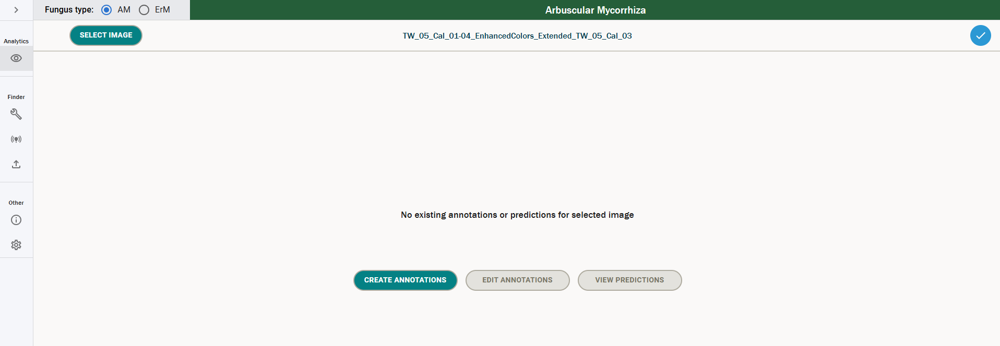 Fungus type: AM ErM
Arbuscular Mycorrhiza
SELECT IMAGE
TW_05_Cal_01-04_EnhancedColors_Extended_TW_05_Cal_03
Analytics
Finder
Other
No existing annotations or predictions for selected image
CREATE ANNOTATIONS
EDIT ANNOTATIONS
VIEW PREDICTIONS